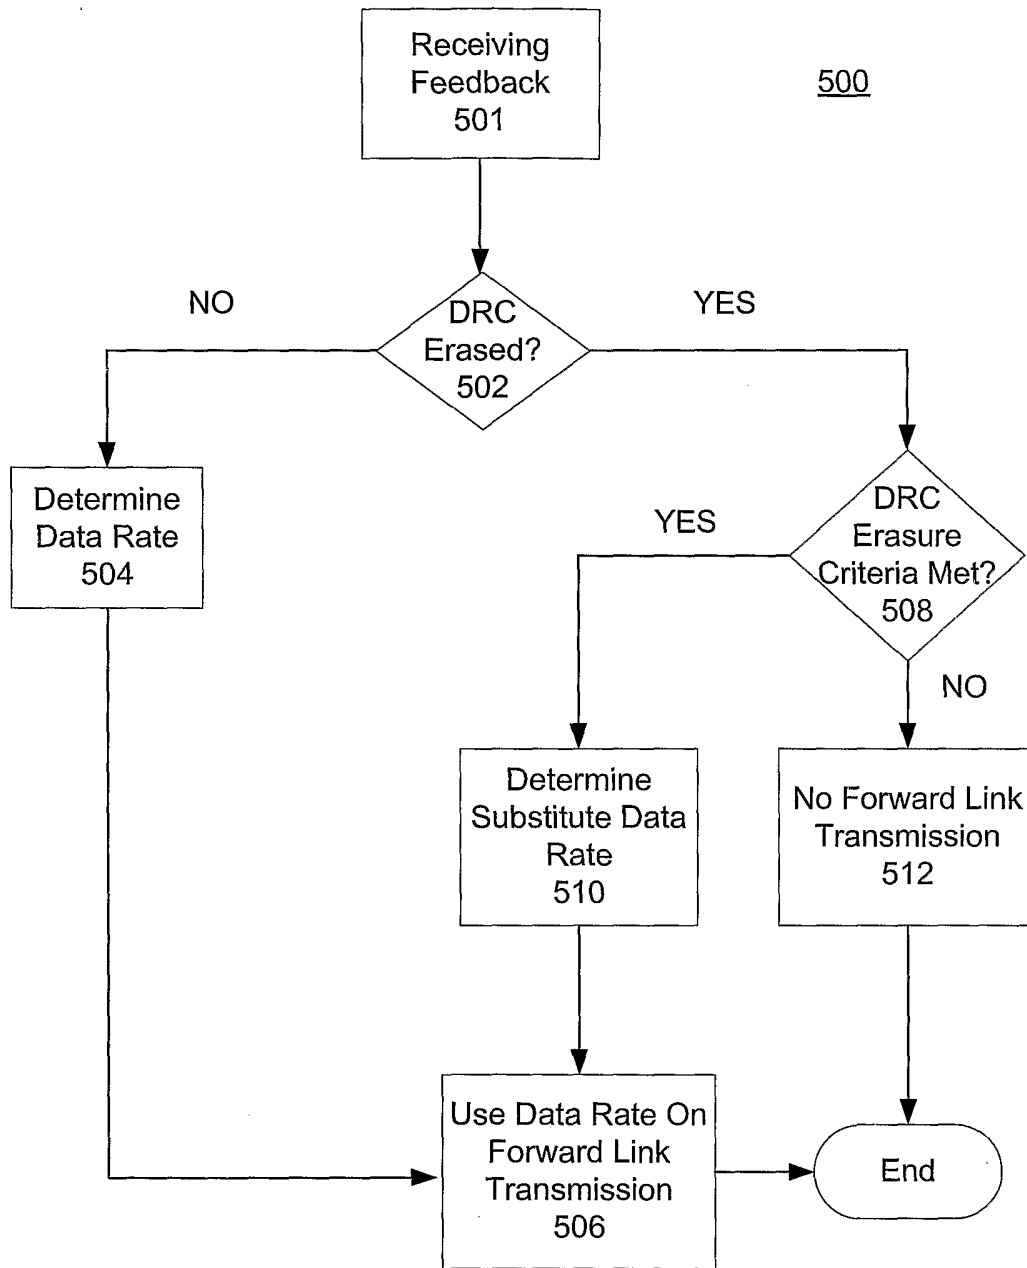 Receiving
Feedback
501
500
NO
YES
DRC
Erased?
502
Determine
Data Rate
504
YES
DRC
Erasure
Criteria Met?
508
NO
Determine
Substitute Data
Rate
510
No Forward Link
Transmission
512
Use Data Rate On
Forward Link
Transmission
506
End